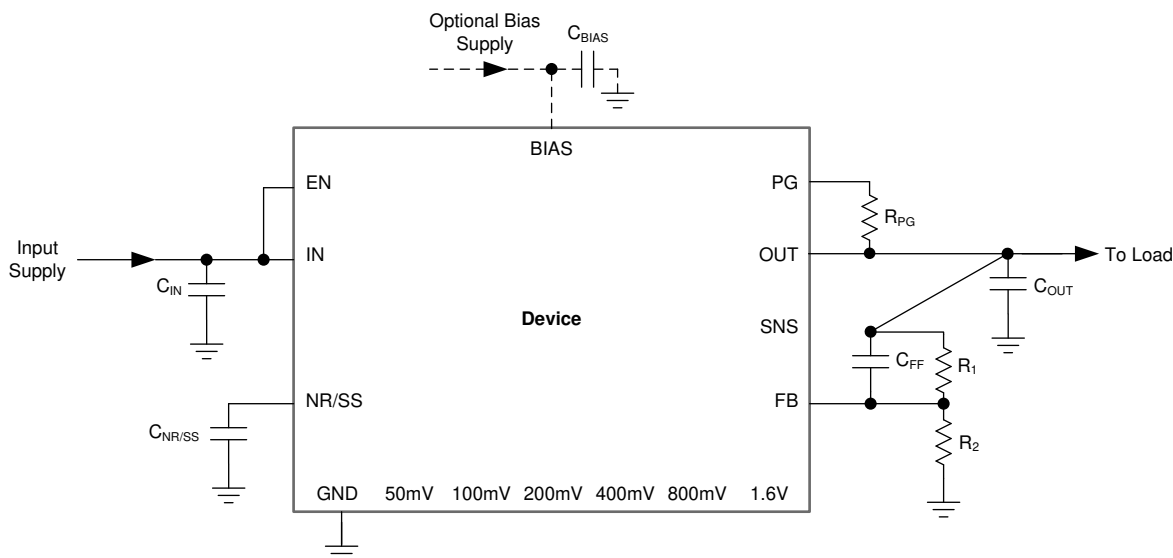 Optional Bias
Supply
C_BIAS
BIAS
EN
PG
R_PG
Input
Supply
IN
OUT
To Load
C_IN
C_OUT
Device
SNS
C_FF
R_1
NR/SS
FB
C_NR/SS
R_2
GND 50mV 100mV 200mV 400mV 800mV 1.6V